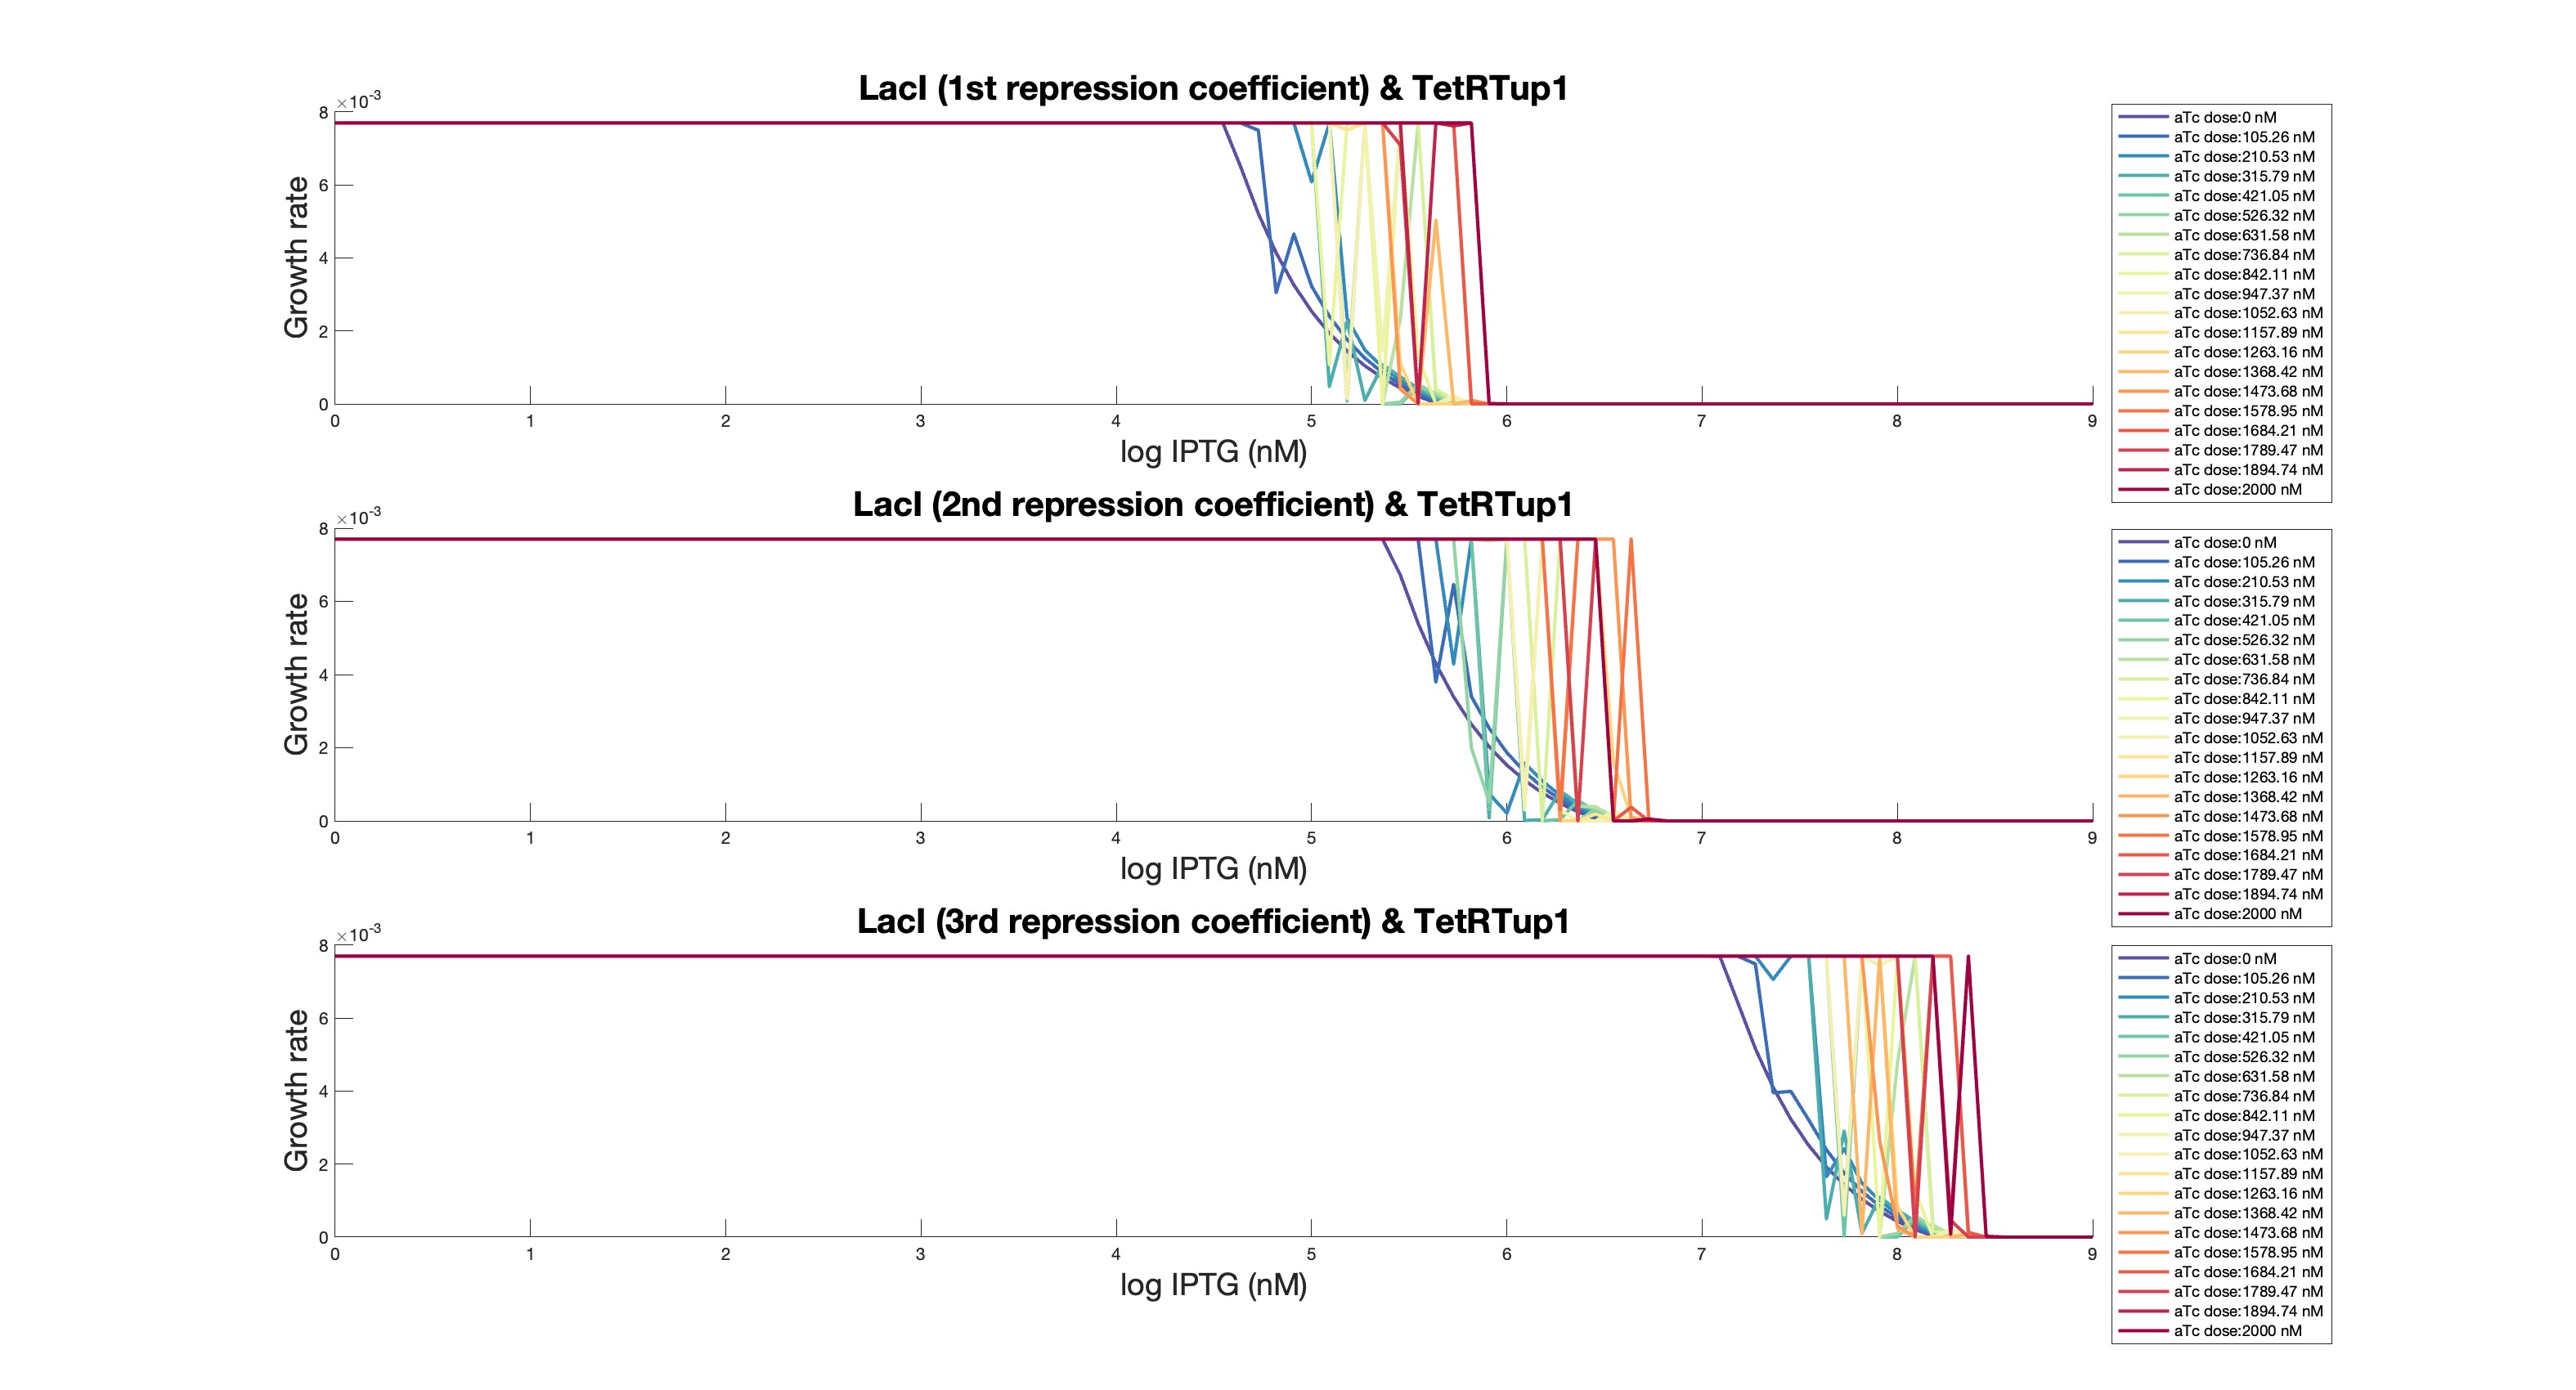 LacI (1st repression coefficient) & TetRTup1
×10-3
8
6
4
2
0
Growth rate
0 1 2 3 4 5 6 7 8 9
log IPTG (nM)
aTc dose:0 nM
aTc dose:105.26 nM
aTc dose:210.53 nM
aTc dose:315.79 nM
aTc dose:421.05 nM
aTc dose:526.32 nM
aTc dose:631.58 nM
aTc dose:736.84 nM
aTc dose:842.11 nM
aTc dose:947.37 nM
aTc dose:1052.63 nM
aTc dose:1157.89 nM
aTc dose:1263.16 nM
aTc dose:1368.42 nM
aTc dose:1473.68 nM
aTc dose:1578.95 nM
aTc dose:1684.21 nM
aTc dose:1789.47 nM
aTc dose:1894.74 nM
aTc dose:2000 nM
LacI (2nd repression coefficient) & TetRTup1
×10-3
8
6
4
2
0
Growth rate
0 1 2 3 4 5 6 7 8 9
log IPTG (nM)
aTc dose:0 nM
aTc dose:105.26 nM
aTc dose:210.53 nM
aTc dose:315.79 nM
aTc dose:421.05 nM
aTc dose:526.32 nM
aTc dose:631.58 nM
aTc dose:736.84 nM
aTc dose:842.11 nM
aTc dose:947.37 nM
aTc dose:1052.63 nM
aTc dose:1157.89 nM
aTc dose:1263.16 nM
aTc dose:1368.42 nM
aTc dose:1473.68 nM
aTc dose:1578.95 nM
aTc dose:1684.21 nM
aTc dose:1789.47 nM
aTc dose:1894.74 nM
aTc dose:2000 nM
LacI (3rd repression coefficient) & TetRTup1
×10-3
8
6
4
2
0
Growth rate
0 1 2 3 4 5 6 7 8 9
log IPTG (nM)
aTc dose:0 nM
aTc dose:105.26 nM
aTc dose:210.53 nM
aTc dose:315.79 nM
aTc dose:421.05 nM
aTc dose:526.32 nM
aTc dose:631.58 nM
aTc dose:736.84 nM
aTc dose:842.11 nM
aTc dose:947.37 nM
aTc dose:1052.63 nM
aTc dose:1157.89 nM
aTc dose:1263.16 nM
aTc dose:1368.42 nM
aTc dose:1473.68 nM
aTc dose:1578.95 nM
aTc dose:1684.21 nM
aTc dose:1789.47 nM
aTc dose:1894.74 nM
aTc dose:2000 nM